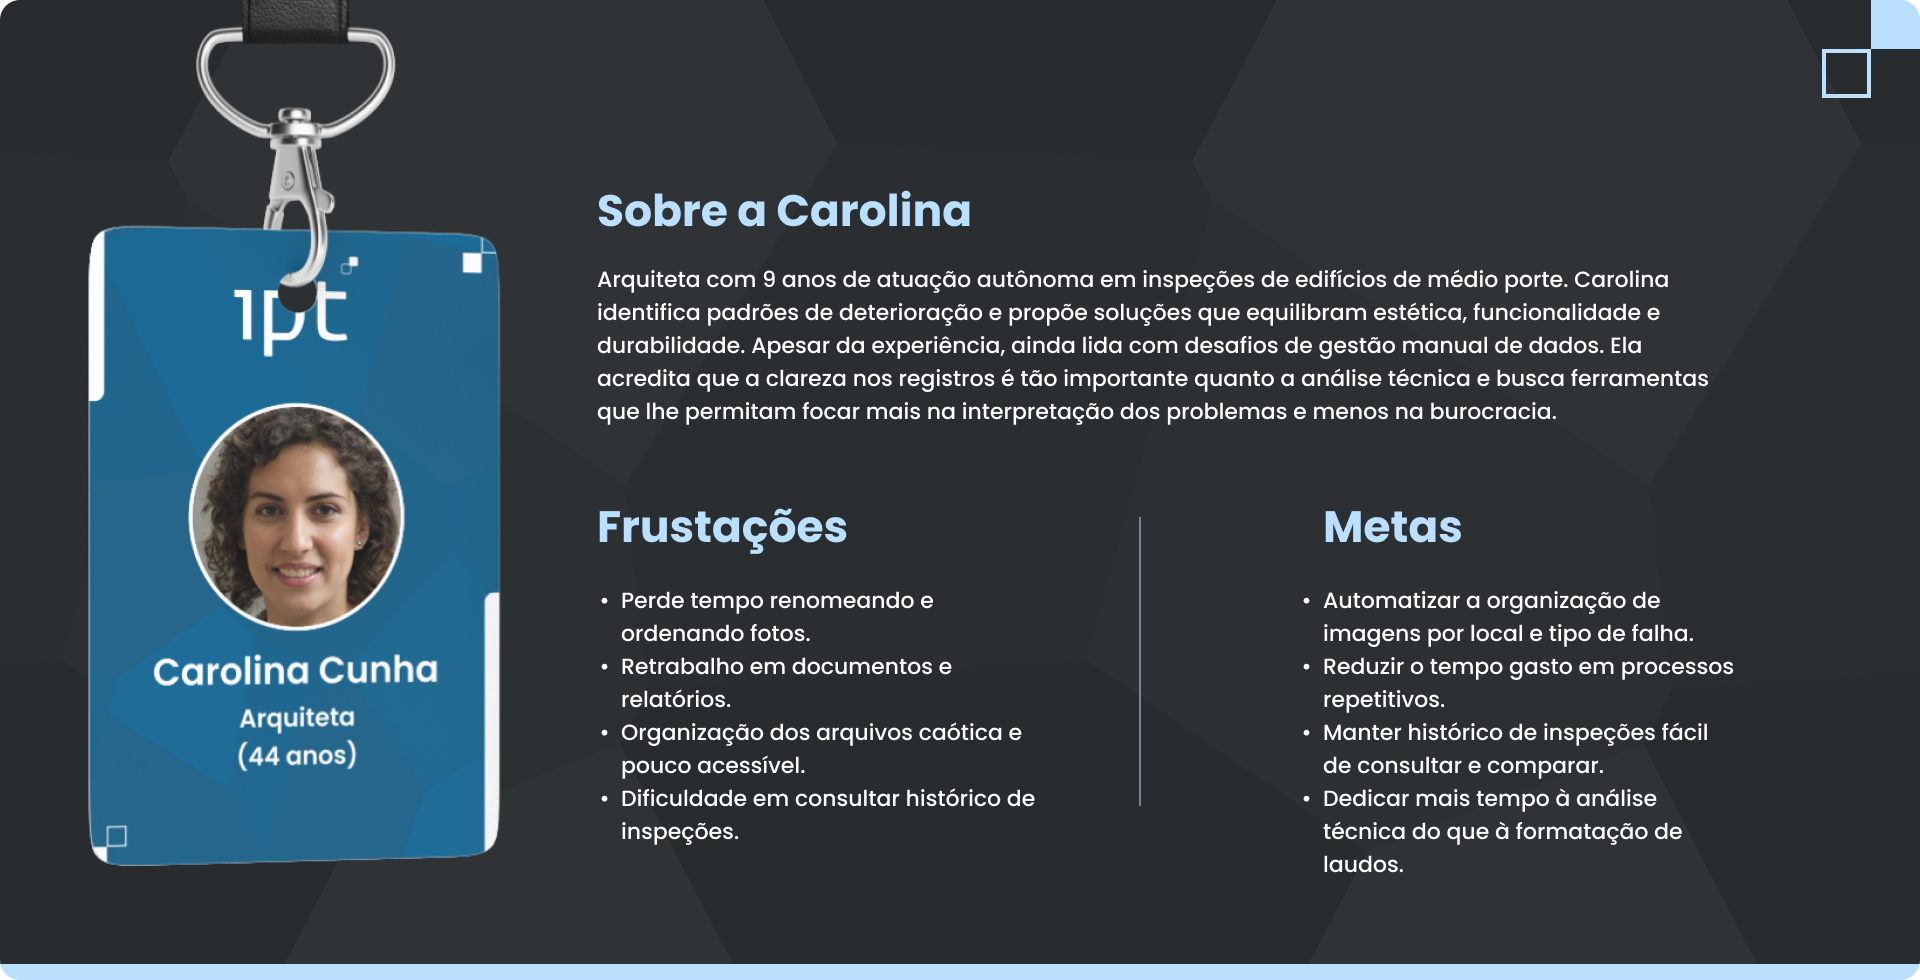 ipt
Carolina Cunha
Arquiteta
(44 anos)
Sobre a Carolina
Arquiteta com 9 anos de atuação autônoma em inspeções de edifícios de médio porte. Carolina
identifica padrões de deterioração e propõe soluções que equilibram estética, funcionalidade e
durabilidade. Apesar da experiência, ainda lida com desafios de gestão manual de dados. Ela
acredita que a clareza nos registros é tão importante quanto a análise técnica e busca ferramentas
que lhe permitam focar mais na interpretação dos problemas e menos na burocracia.
Frustações
• Perde tempo renomeando e
ordenando fotos.
• Retrabalho em documentos e
relatórios.
• Organização dos arquivos caótica e
pouco acessível.
• Dificuldade em consultar histórico de
inspeções.
Metas
• Automatizar a organização de
imagens por local e tipo de falha.
• Reduzir o tempo gasto em processos
repetitivos.
• Manter histórico de inspeções fácil
de consultar e comparar.
• Dedicar mais tempo à análise
técnica do que à formatação de
laudos.